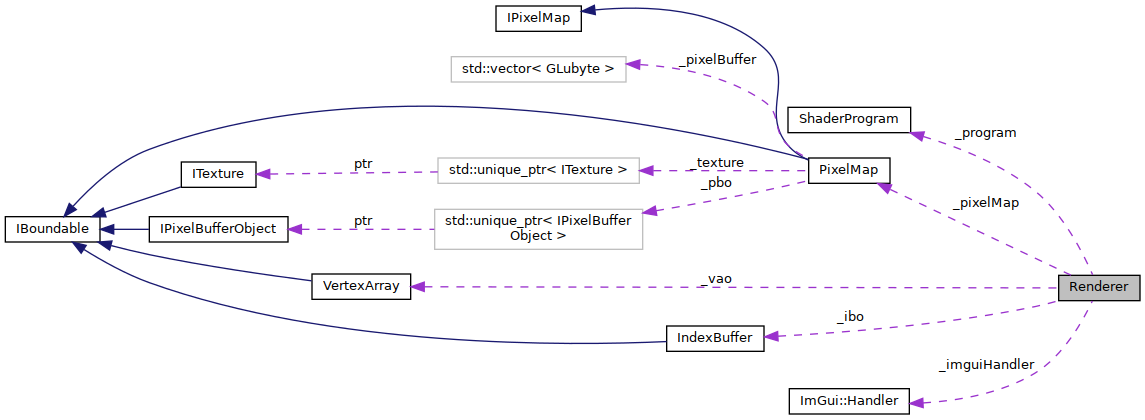 IPixelMap
_pixelBuffer
std::vector< GLubyte >
ShaderProgram
_program
ptr
_texture
ITexture
std::unique_ptr< ITexture >
PixelMap
_pbo
_pixelMap
ptr
IBoundable
IPixelBufferObject
std::unique_ptr< IPixelBuffer
Object >
_vao
VertexArray
Renderer
_ibo
IndexBuffer
_imguiHandler
ImGui::Handler